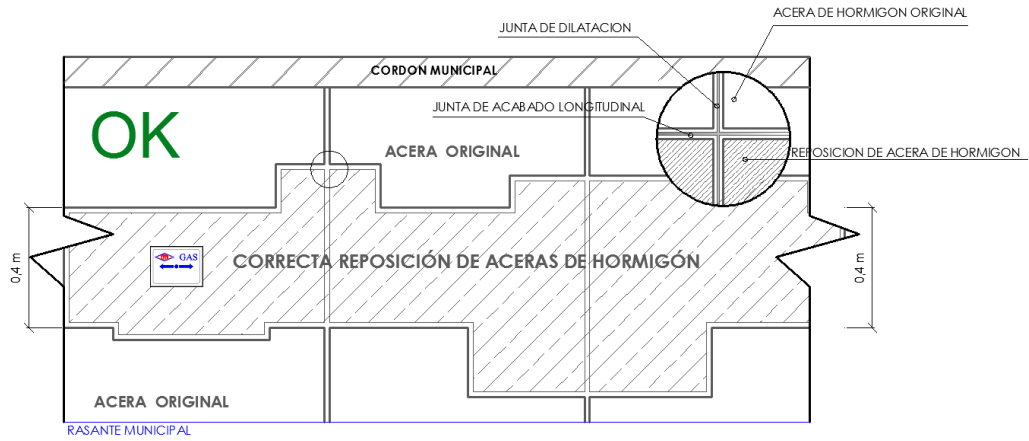 ACERA DE HORMIGON ORIGINAL
JUNTA DE DILATACION
CORDON MUNICIPAL
JUNTA DE ACABADO LONGITUDINAL
OK
ACERA ORIGINAL
REPOSICION DE ACERA DE HORMIGON
0,4 m
GAS
CORRECTA REPOSICIÓN DE ACERAS DE HORMIGÓN
0,4 m
ACERA ORIGINAL
RASANTE MUNICIPAL